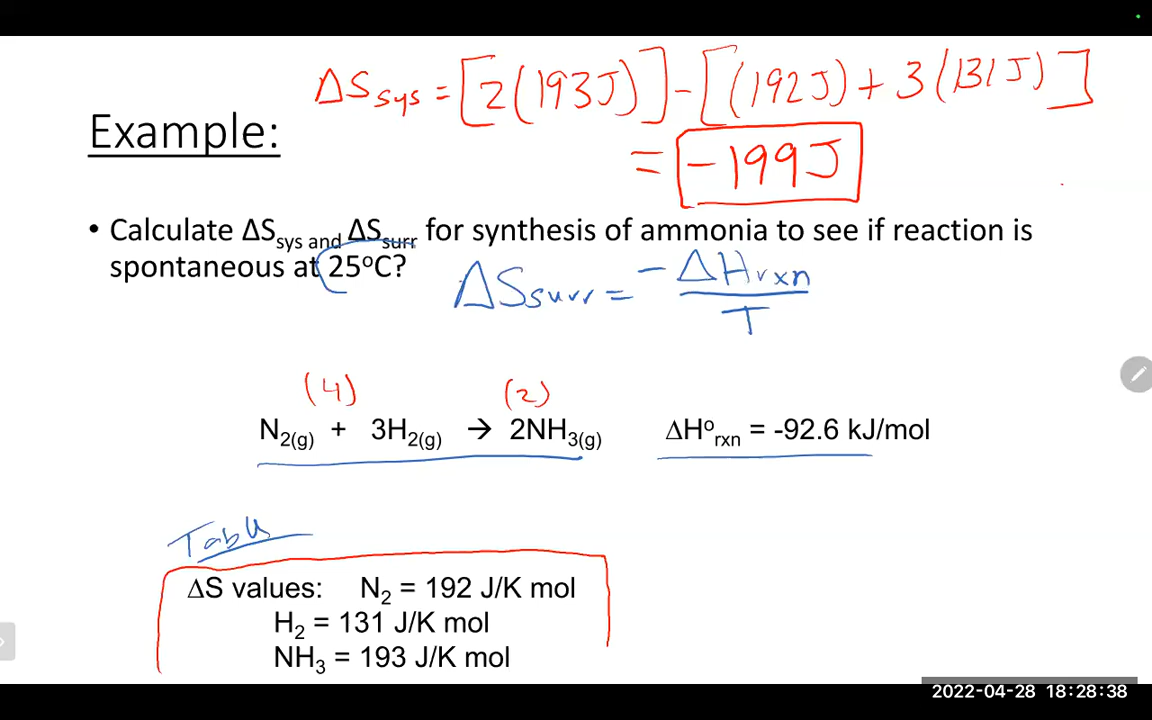 ΔSsys = [2(193J)] - [(192J) + 3(131J)]
= -199J
Example:
• Calculate ΔSsys and ΔSsurr for synthesis of ammonia to see if reaction is
spontaneous at 25°C?
ΔSsurr = -ΔHrxn
T
(4) (2)
N2(g) + 3H2(g) → 2NH3(g) ΔH°rxn = -92.6 kJ/mol
Table
ΔS values: N2 = 192 J/K mol
H2 = 131 J/K mol
NH3 = 193 J/K mol
2022-04-28 18:28:38